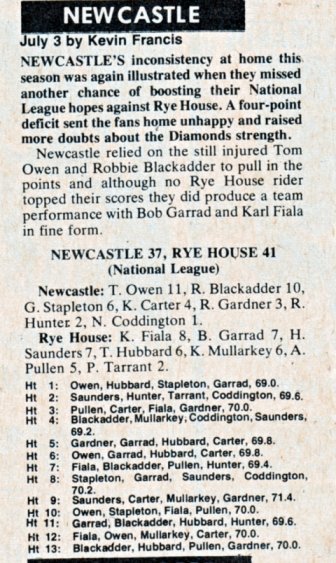 NEWCASTLE
July 3 by Kevin Francis
NEWCASTLE'S inconsistency at home this
season was again illustrated when they missed
another chance of boosting their National
League hopes against Rye House. A four-point
deficit sent the fans home unhappy and raised
more doubts about the Diamonds strength.
Newcastle relied on the still injured Tom
Owen and Robbie Blackadder to pull in the
points and although no Rye House rider
topped their scores they did produce a team
performance with Bob Garrad and Karl Fiala
in fine form.
NEWCASTLE 37, RYE HOUSE 41
(National League)
Newcastle: T. Owen 11, R. Blackadder 10,
G. Stapleton 6, K. Carter 4, R. Gardner 3, R.
Hunter 2, N. Coddington 1.
Rye House: K. Fiala 8, B. Garrad 7, H.
Saunders 7, T. Hubbard 6, K. Mullarkey 6, A.
Pullen 5, P. Tarrant 2.
Ht 1: Owen, Hubbard, Stapleton, Garrad, 69.0.
Ht 2: Saunders, Hunter, Tarrant, Coddington, 69.6.
Ht 3: Pullen, Carter, Fiala, Gardner, 70.0.
Ht 4: Blackadder, Mullarkey, Coddington, Saunders,
69.2.
Ht 5: Gardner, Garrad, Hubbard, Carter, 69.8.
Ht 6: Owen, Garrad, Hubbard, Carter, 69.8.
Ht 7: Fiala, Blackadder, Pullen, Hunter, 69.4.
Ht 8: Stapleton, Garrad, Saunders, Coddington,
70.2.
Ht 9: Saunders, Carter, Mullarkey, Gardner, 71.4.
Ht 10: Owen, Stapleton, Fiala, Pullen, 70.0.
Ht 11: Garrad, Blackadder, Hubbard, Hunter, 69.6.
Ht 12: Fiala, Owen, Mullarkey, Carter, 70.0.
Ht 13: Blackadder, Hubbard, Pullen, Gardner, 70.0.